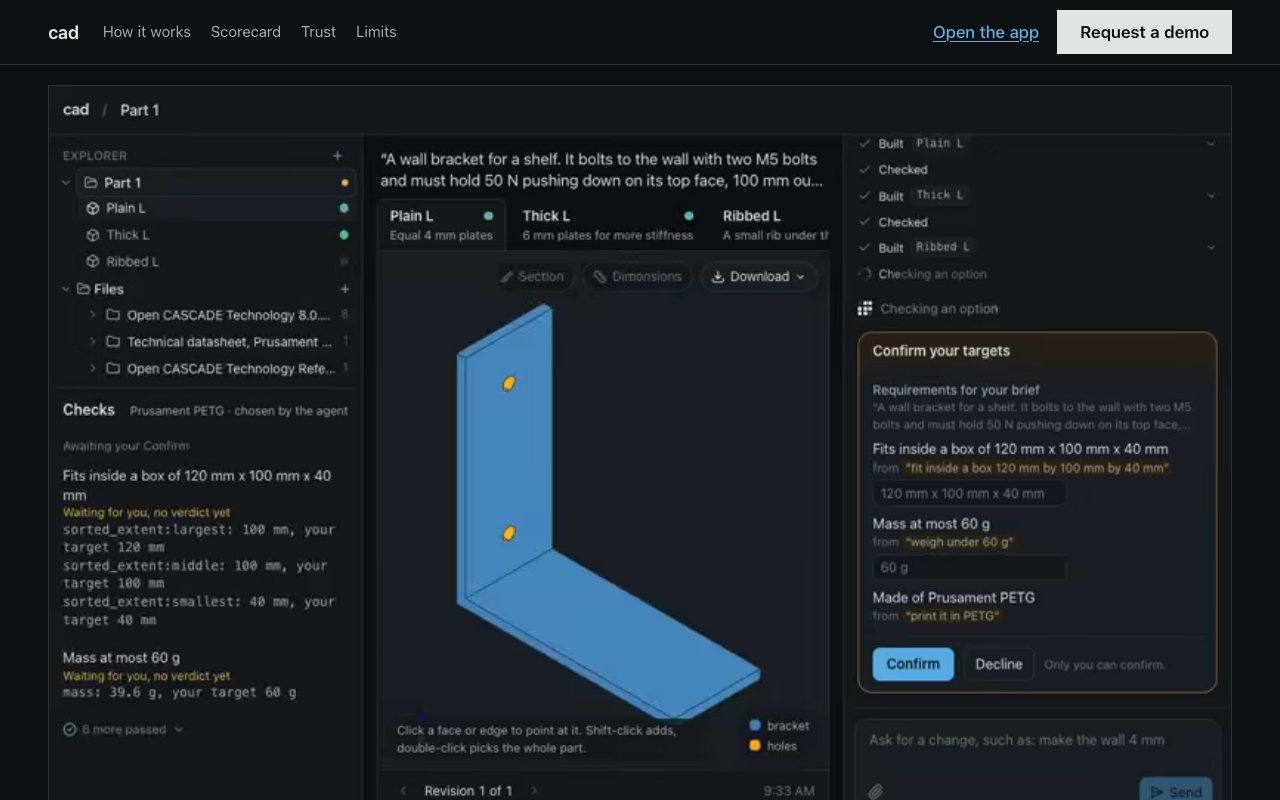 cad How it works Scorecard Trust Limits Open the app Request a demo
cad / Part 1
EXPLORER +
Part 1
Plain L
Thick L
Ribbed L
Files +
Open CASCADE Technology 8.0.... 8
Technical datasheet, Prusament ... 1
Open CASCADE Technology Refe... 1
Checks Prusament PETG · chosen by the agent
Awaiting your Confirm
Fits inside a box of 120 mm x 100 mm x 40
mm
Waiting for you, no verdict yet
sorted_extent:largest: 100 mm, your
target 120 mm
sorted_extent:middle: 100 mm, your
target 100 mm
sorted_extent:smallest: 40 mm, your
target 40 mm
Mass at most 60 g
Waiting for you, no verdict yet
mass: 39.6 g, your target 60 g
6 more passed
“A wall bracket for a shelf. It bolts to the wall with two M5 bolts
and must hold 50 N pushing down on its top face, 100 mm ou...
Plain L Thick L Ribbed L
Equal 4 mm plates 6 mm plates for more stiffness A small rib under th
Section Dimensions Download
Click a face or edge to point at it. Shift-click adds,
double-click picks the whole part.
bracket
holes
Revision 1 of 1 9:33 AM
Built Plain L
Checked
Built Thick L
Checked
Built Ribbed L
Checking an option
Checking an option
Confirm your targets
Requirements for your brief
“A wall bracket for a shelf. It bolts to the wall with two M5
bolts and must hold 50 N pushing down on its top face,...
Fits inside a box of 120 mm x 100 mm x 40 mm
from “fit inside a box 120 mm by 100 mm by 40 mm”
120 mm x 100 mm x 40 mm
Mass at most 60 g
from “weigh under 60 g”
60 g
Made of Prusament PETG
from “print it in PETG”
Confirm Decline Only you can confirm.
Ask for a change, such as: make the wall 4 mm
Send